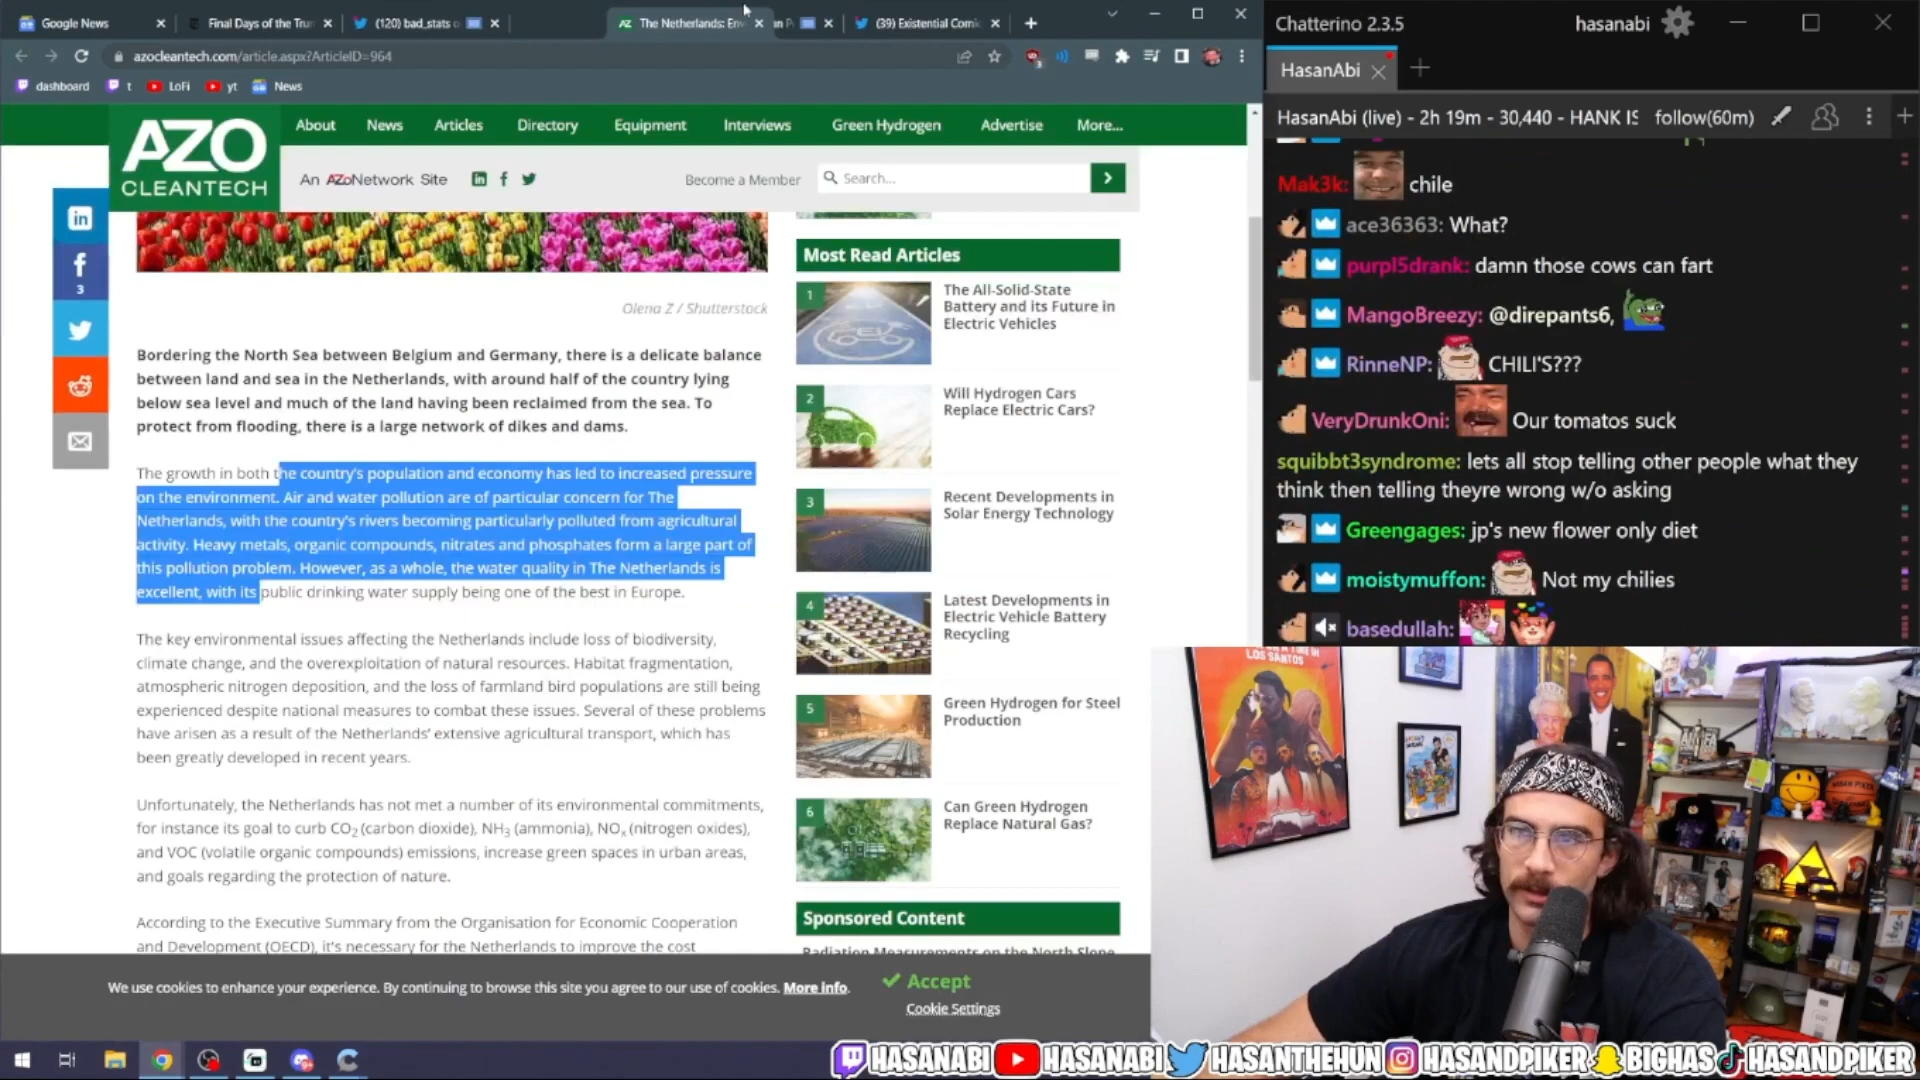 Google News
Final Days of the Tru
(120) bad_stats o
The Netherlands: Env
(39) Existential Comic
azocleantech.com/article.aspx?ArticleID=964
dashboard
t
LoFi
yt
News
AZO
CLEANTECH
About
News
Articles
Directory
Equipment
Interviews
Green Hydrogen
Advertise
More...
An AZoNetwork Site
Become a Member
Search...
3
Olena Z / Shutterstock
Bordering the North Sea between Belgium and Germany, there is a delicate balance
between land and sea in the Netherlands, with around half of the country lying
below sea level and much of the land having been reclaimed from the sea. To
protect from flooding, there is a large network of dikes and dams.
The growth in both the country's population and economy has led to increased pressure
on the environment. Air and water pollution are of particular concern for The
Netherlands, with the country's rivers becoming particularly polluted from agricultural
activity. Heavy metals, organic compounds, nitrates and phosphates form a large part of
this pollution problem. However, as a whole, the water quality in The Netherlands is
excellent, with its public drinking water supply being one of the best in Europe.
The key environmental issues affecting the Netherlands include loss of biodiversity,
climate change, and the overexploitation of natural resources. Habitat fragmentation,
atmospheric nitrogen deposition, and the loss of farmland bird populations are still being
experienced despite national measures to combat these issues. Several of these problems
have arisen as a result of the Netherlands' extensive agricultural transport, which has
been greatly developed in recent years.
Unfortunately, the Netherlands has not met a number of its environmental commitments,
for instance its goal to curb CO2 (carbon dioxide), NH3 (ammonia), NOx (nitrogen oxides),
and VOC (volatile organic compounds) emissions, increase green spaces in urban areas,
and goals regarding the protection of nature.
According to the Executive Summary from the Organisation for Economic Cooperation
and Development (OECD), it's necessary for the Netherlands to improve the cost
Most Read Articles
1
The All-Solid-State
Battery and its Future in
Electric Vehicles
2
Will Hydrogen Cars
Replace Electric Cars?
3
Recent Developments in
Solar Energy Technology
4
Latest Developments in
Electric Vehicle Battery
Recycling
5
Green Hydrogen for Steel
Production
6
Can Green Hydrogen
Replace Natural Gas?
Sponsored Content
Radiation Measurements on the North Slope
We use cookies to enhance your experience. By continuing to browse this site you agree to our use of cookies. More info.
Accept
Cookie Settings
Chatterino 2.3.5
hasanabi
HasanAbi
HasanAbi (live) - 2h 19m - 30,440 - HANK IS
follow(60m)
Mak3k: chile
ace36363: What?
purpl5drank: damn those cows can fart
MangoBreezy: @direpants6,
RinneNP: CHILI'S???
VeryDrunkOni: Our tomatos suck
squibbt3syndrome: lets all stop telling other people what they
think then telling theyre wrong w/o asking
Greengages: jp's new flower only diet
moistymuffon: Not my chilies
basedullah:
LOS SANTOS
HASANABI
HASANABI
HASANTHEHUN
HASANDPIKER
BIGHAS
HASANDPIKER